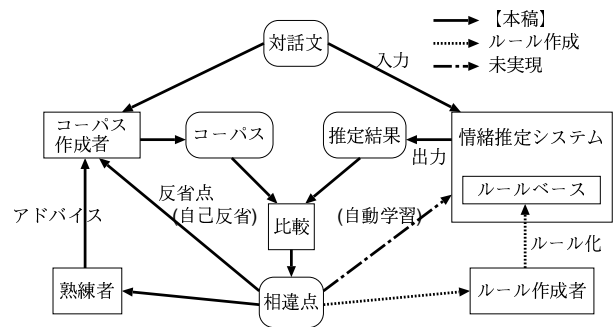 【本稿】
ルール作成
未実現
対話文
入力
コーパス
作成者
コーパス
推定結果
出力
情緒推定システム
ルールベース
反省点
(自己反省)
アドバイス
比較
(自動学習)
ルール化
熟練者
相違点
ルール作成者